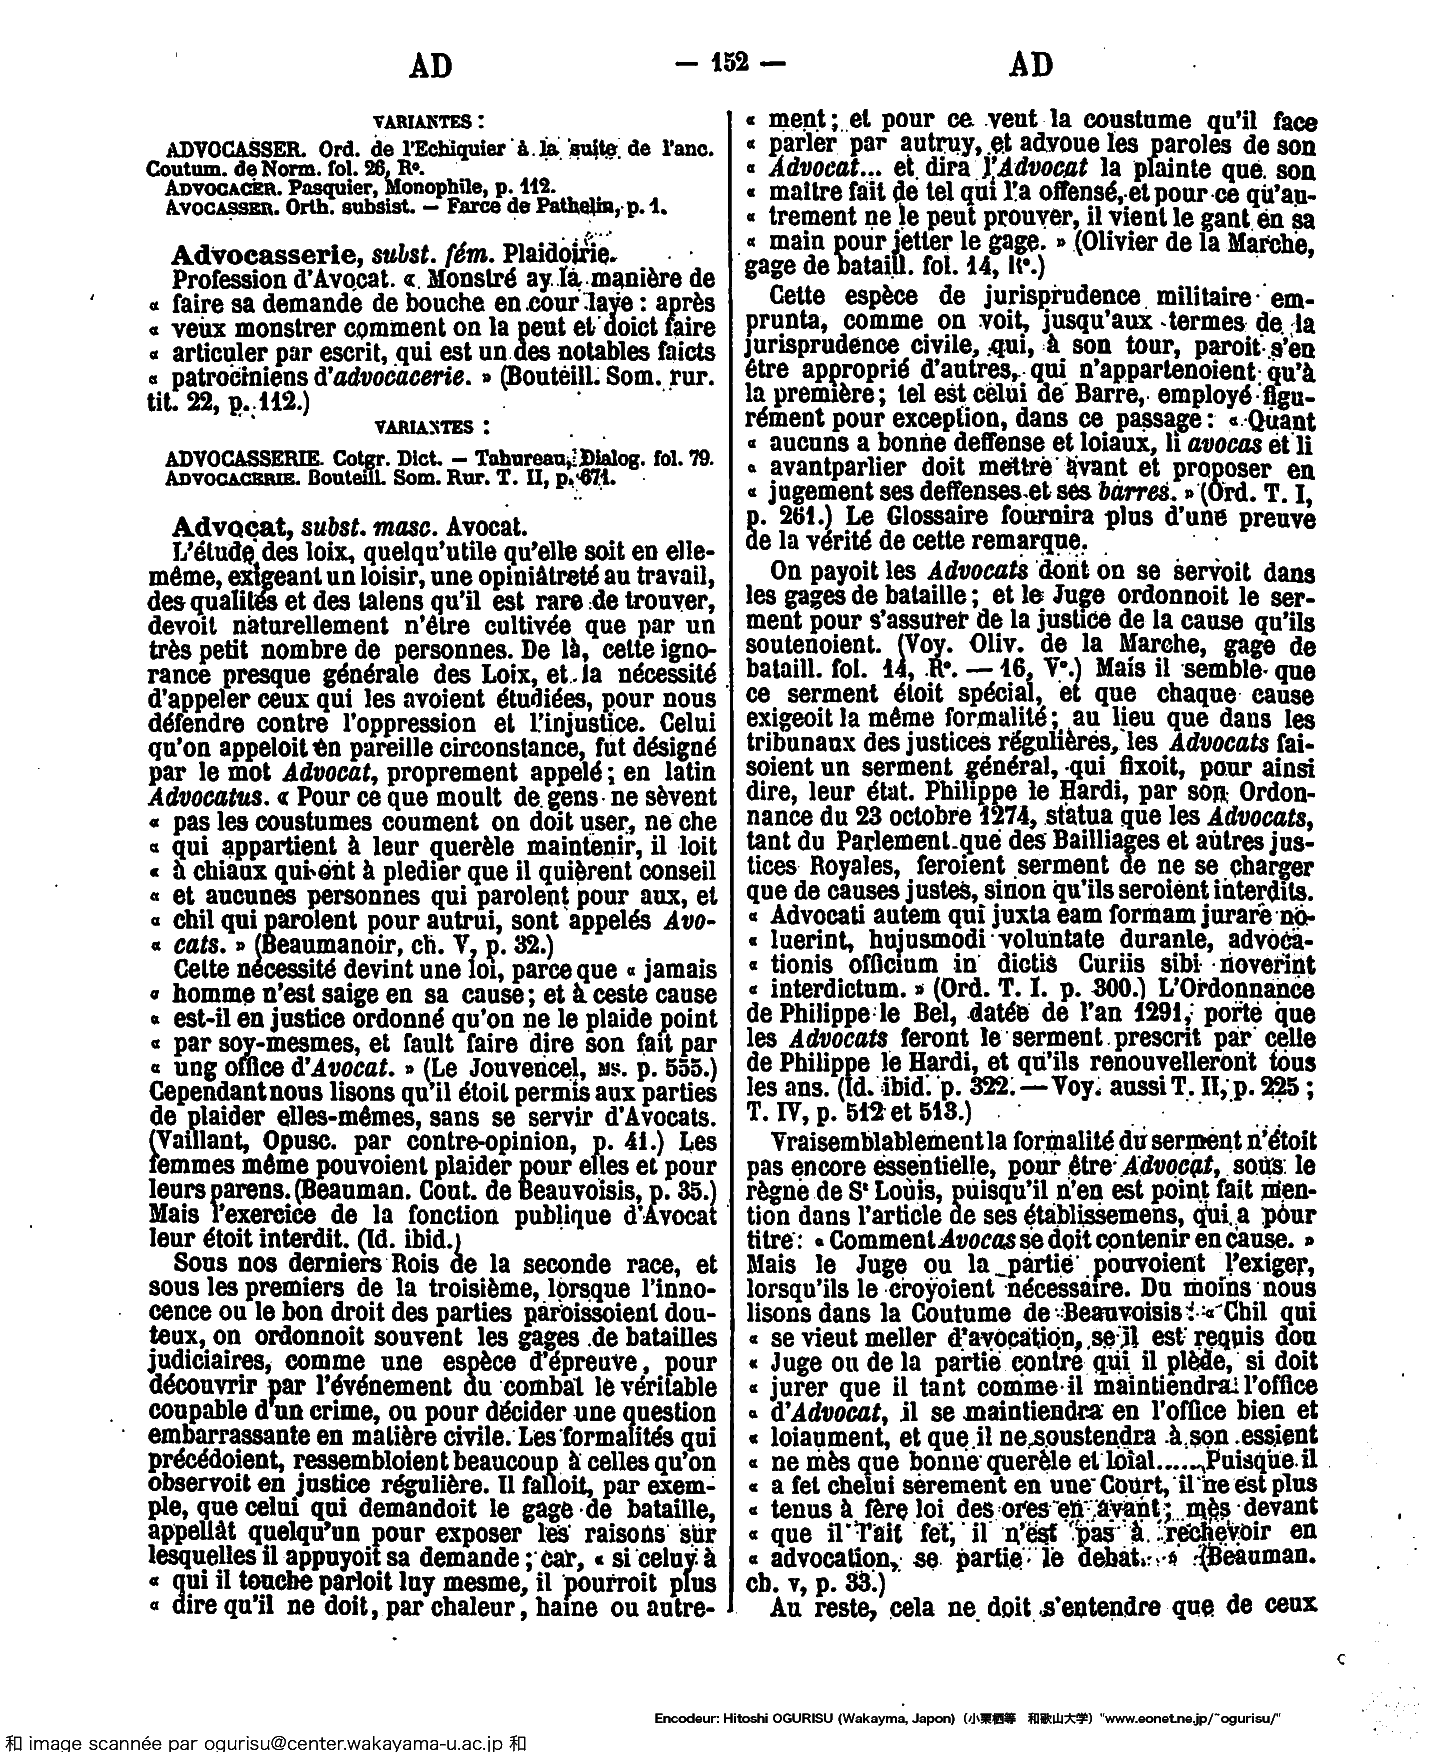 AD
— 152 —
AD
VARIANTES :
ADVOCASSER. Ord. de l'Echiquier à la suite de l'anc.
Coutum. de Norm. fol. 26, R°.
ADVOCACER. Pasquier, Monophile, p. 112.
AVOCASSER. Orth. subsist. — Farce de Pathelin, p. 1.
Advocasserie, subst. fém. Plaidoirie.
Profession d'Avocat. « Monstré ay la manière de
« faire sa demande de bouche en cour laye : après
« veux monstrer comment on la peut et doict faire
« articuler par escrit, qui est un des notables faicts
« patrociniens d'advocacerie. » (Bouteill. Som. rur.
tit. 22, p. 112.)
VARIANTES :
ADVOCASSERIE. Cotgr. Dict. — Tahureau, Dialog. fol. 79.
ADVOCACERIE. Bouteill. Som. Rur. T. II, p. 671.
Advocat, subst. masc. Avocat.
L'étude des loix, quelqu'utile qu'elle soit en elle-
même, exigeant un loisir, une opiniâtreté au travail,
des qualités et des talens qu'il est rare de trouver,
devoit naturellement n'être cultivée que par un
très petit nombre de personnes. De là, cette igno-
rance presque générale des Loix, et la nécessité
d'appeler ceux qui les avoient étudiées, pour nous
défendre contre l'oppression et l'injustice. Celui
qu'on appeloit en pareille circonstance, fut désigné
par le mot Advocat, proprement appelé ; en latin
Advocatus. « Pour ce que moult de gens ne sèvent
« pas les coustumes coument on doit user, ne che
« qui appartient à leur querèle maintenir, il loit
« à chiaux qui ont à pledier que il quièrent conseil
« et aucunes personnes qui parolent pour aux, et
« chil qui parolent pour autrui, sont appelés Avo-
« cats. » (Beaumanoir, ch. V, p. 32.)
Cette nécessité devint une loi, parce que « jamais
« homme n'est saige en sa cause ; et à ceste cause
« est-il en justice ordonné qu'on ne le plaide point
« par soy-mesmes, et fault faire dire son fait par
« ung office d'Avocat. » (Le Jouvencel, MS. p. 555.)
Cependant nous lisons qu'il étoit permis aux parties
de plaider elles-mêmes, sans se servir d'Avocats.
(Vaillant, Opusc. par contre-opinion, p. 41.) Les
femmes même pouvoient plaider pour elles et pour
leurs parens. (Beauman. Cout. de Beauvoisis, p. 35.)
Mais l'exercice de la fonction publique d'Avocat
leur étoit interdit. (Id. ibid.)
Sous nos derniers Rois de la seconde race, et
sous les premiers de la troisième, lorsque l'inno-
cence ou le bon droit des parties paroissoient dou-
teux, on ordonnoit souvent les gages de batailles
judiciaires, comme une espèce d'épreuve, pour
découvrir par l'événement du combat le véritable
coupable d'un crime, ou pour décider une question
embarrassante en matière civile. Les formalités qui
précédoient, ressembloient beaucoup à celles qu'on
observoit en justice régulière. Il falloit, par exem-
ple, que celui qui demandoit le gage de bataille,
appellât quelqu'un pour exposer les raisons sur
lesquelles il appuyoit sa demande ; car, « si celuy à
« qui il touche parloit luy mesme, il pourroit plus
« dire qu'il ne doit, par chaleur, haine ou autre-
« ment ; et pour ce veut la coustume qu'il face
« parler par autruy, et advoue les paroles de son
« Advocat... et dira l'Advocat la plainte que son
« maitre fait de tel qui l'a offensé, et pour ce qu'au-
« trement ne le peut prouver, il vient le gant en sa
« main pour jetter le gage. » (Olivier de la Marche,
gage de bataill. fol. 14, R°.)
Cette espèce de jurisprudence militaire em-
prunta, comme on voit, jusqu'aux termes de la
jurisprudence civile, qui, à son tour, paroit s'en
être approprié d'autres, qui n'appartenoient qu'à
la première ; tel est celui de Barre, employé figu-
rément pour exception, dans ce passage : « Quant
« aucuns a bonne deffense et loiaux, li avocas et li
« avantparlier doit mettre avant et proposer en
« jugement ses deffenses et ses barres. » (Ord. T. I,
p. 261.) Le Glossaire fournira plus d'une preuve
de la vérité de cette remarque.
On payoit les Advocats dont on se servoit dans
les gages de bataille ; et le Juge ordonnoit le ser-
ment pour s'assurer de la justice de la cause qu'ils
soutenoient. (Voy. Oliv. de la Marche, gage de
bataill. fol. 14, R°. — 16, V°.) Mais il semble que
ce serment étoit spécial, et que chaque cause
exigeoit la même formalité ; au lieu que dans les
tribunaux des justices régulières, les Advocats fai-
soient un serment général, qui fixoit, pour ainsi
dire, leur état. Philippe le Hardi, par son Ordon-
nance du 23 octobre 1274, statua que les Advocats,
tant du Parlement que des Bailliages et autres jus-
tices Royales, feroient serment de ne se charger
que de causes justes, sinon qu'ils seroient interdits.
« Advocati autem qui juxta eam formam jurare no-
« luerint, hujusmodi voluntate durante, advoca-
« tionis officium in dictis Curiis sibi noverint
« interdictum. » (Ord. T. I. p. 300.) L'Ordonnance
de Philippe le Bel, datée de l'an 1291, porte que
les Advocats feront le serment prescrit par celle
de Philippe le Hardi, et qu'ils renouvelleront tous
les ans. (Id. ibid. p. 322. — Voy. aussi T. II, p. 225 ;
T. IV, p. 512 et 513.)
Vraisemblablement la formalité du serment n'étoit
pas encore essentielle, pour être Advocat, sous le
règne de St Louis, puisqu'il n'en est point fait men-
tion dans l'article de ses établissemens, qui a pour
titre : « Comment Avocas se doit contenir en cause. »
Mais le Juge ou la partie pouvoient l'exiger,
lorsqu'ils le croyoient nécessaire. Du moins nous
lisons dans la Coutume de Beauvoisis : « Chil qui
« se vieut meller d'avocation, se il est requis dou
« Juge ou de la partie contre qui il plède, si doit
« jurer que il tant comme il maintiendra l'office
« d'Advocat, il se maintiendra en l'office bien et
« loiaument, et que il ne soustendra à son essient
« ne mès que bonne querèle et loial..... Puisque il
« a fet chelui serement en une Court, il ne est plus
« tenus à fère loi des ores en avant ; mès devant
« que il l'ait fet, il n'est pas à rechevoir en
« advocation, se partie le debat. » (Beauman.
ch. v, p. 33.)
Au reste, cela ne doit s'entendre que de ceux
Encodeur: Hitoshi OGURISU (Wakayma, Japon) (小栗栖等 和歌山大学) "www.eonet.ne.jp/~ogurisu/"
和 image scannée par ogurisu@center.wakayama-u.ac.jp 和